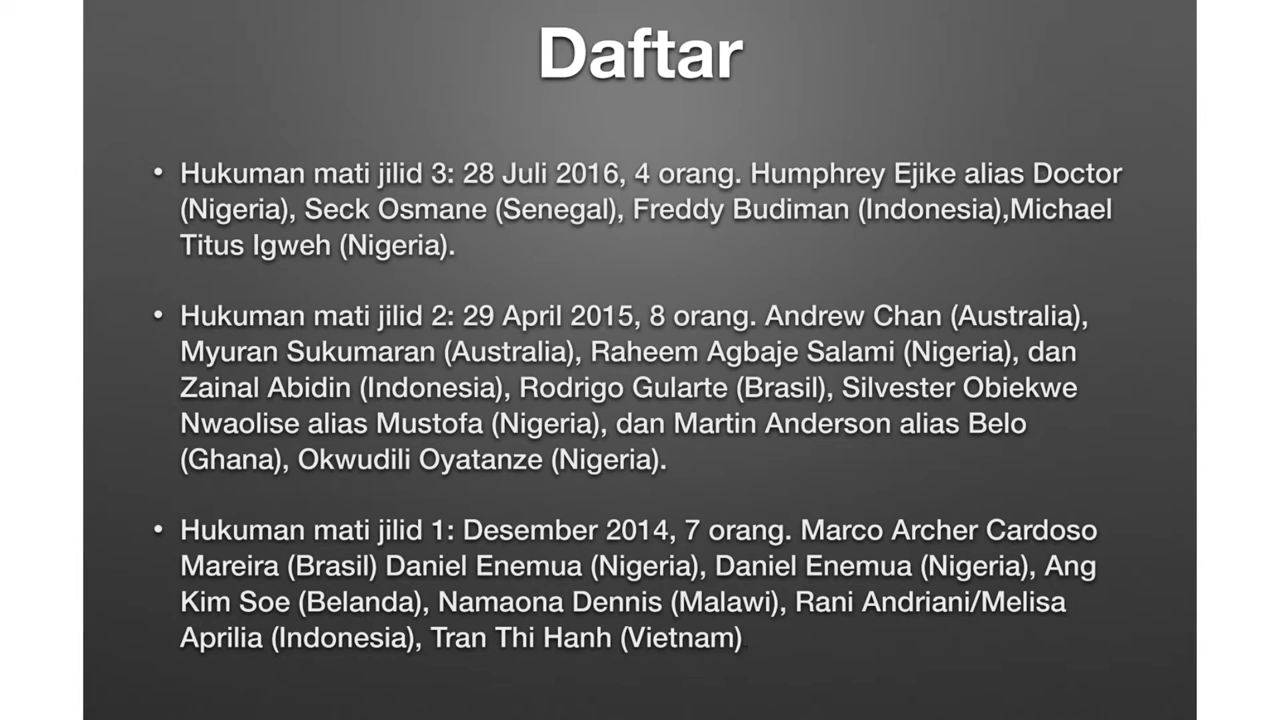 Daftar
• Hukuman mati jilid 3: 28 Juli 2016, 4 orang. Humphrey Ejike alias Doctor
(Nigeria), Seck Osmane (Senegal), Freddy Budiman (Indonesia),Michael
Titus Igweh (Nigeria).
• Hukuman mati jilid 2: 29 April 2015, 8 orang. Andrew Chan (Australia),
Myuran Sukumaran (Australia), Raheem Agbaje Salami (Nigeria), dan
Zainal Abidin (Indonesia), Rodrigo Gularte (Brasil), Silvester Obiekwe
Nwaolise alias Mustofa (Nigeria), dan Martin Anderson alias Belo
(Ghana), Okwudili Oyatanze (Nigeria).
• Hukuman mati jilid 1: Desember 2014, 7 orang. Marco Archer Cardoso
Mareira (Brasil) Daniel Enemua (Nigeria), Daniel Enemua (Nigeria), Ang
Kim Soe (Belanda), Namaona Dennis (Malawi), Rani Andriani/Melisa
Aprilia (Indonesia), Tran Thi Hanh (Vietnam)